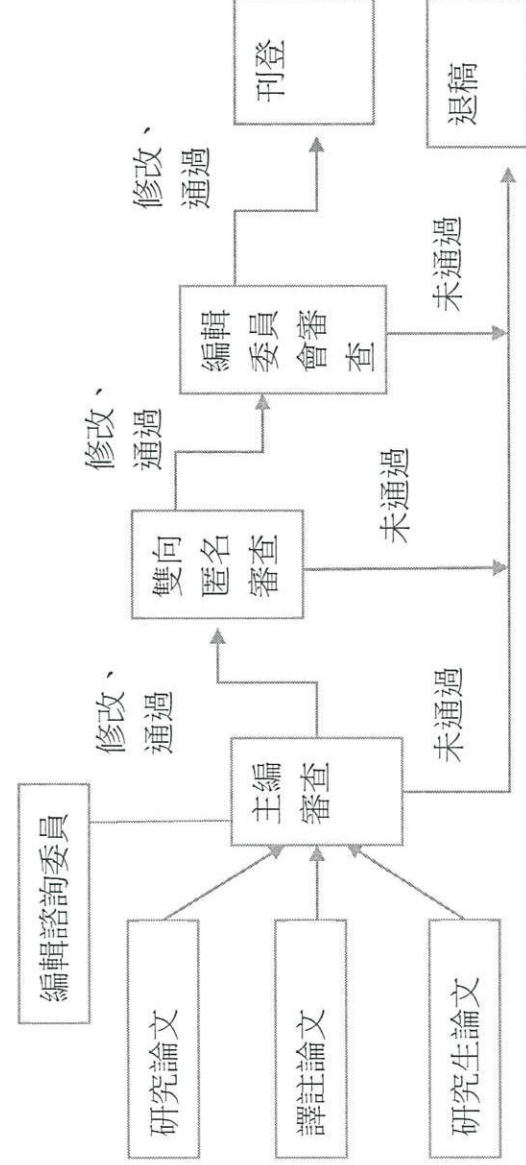 編輯諮詢委員
研究論文
譯註論文
研究生論文
主編
審查
修改、
通過
未通過
雙向
匿名
審查
修改、
通過
未通過
編輯
委員
會審
查
修改、
通過
未通過
刊登
退稿